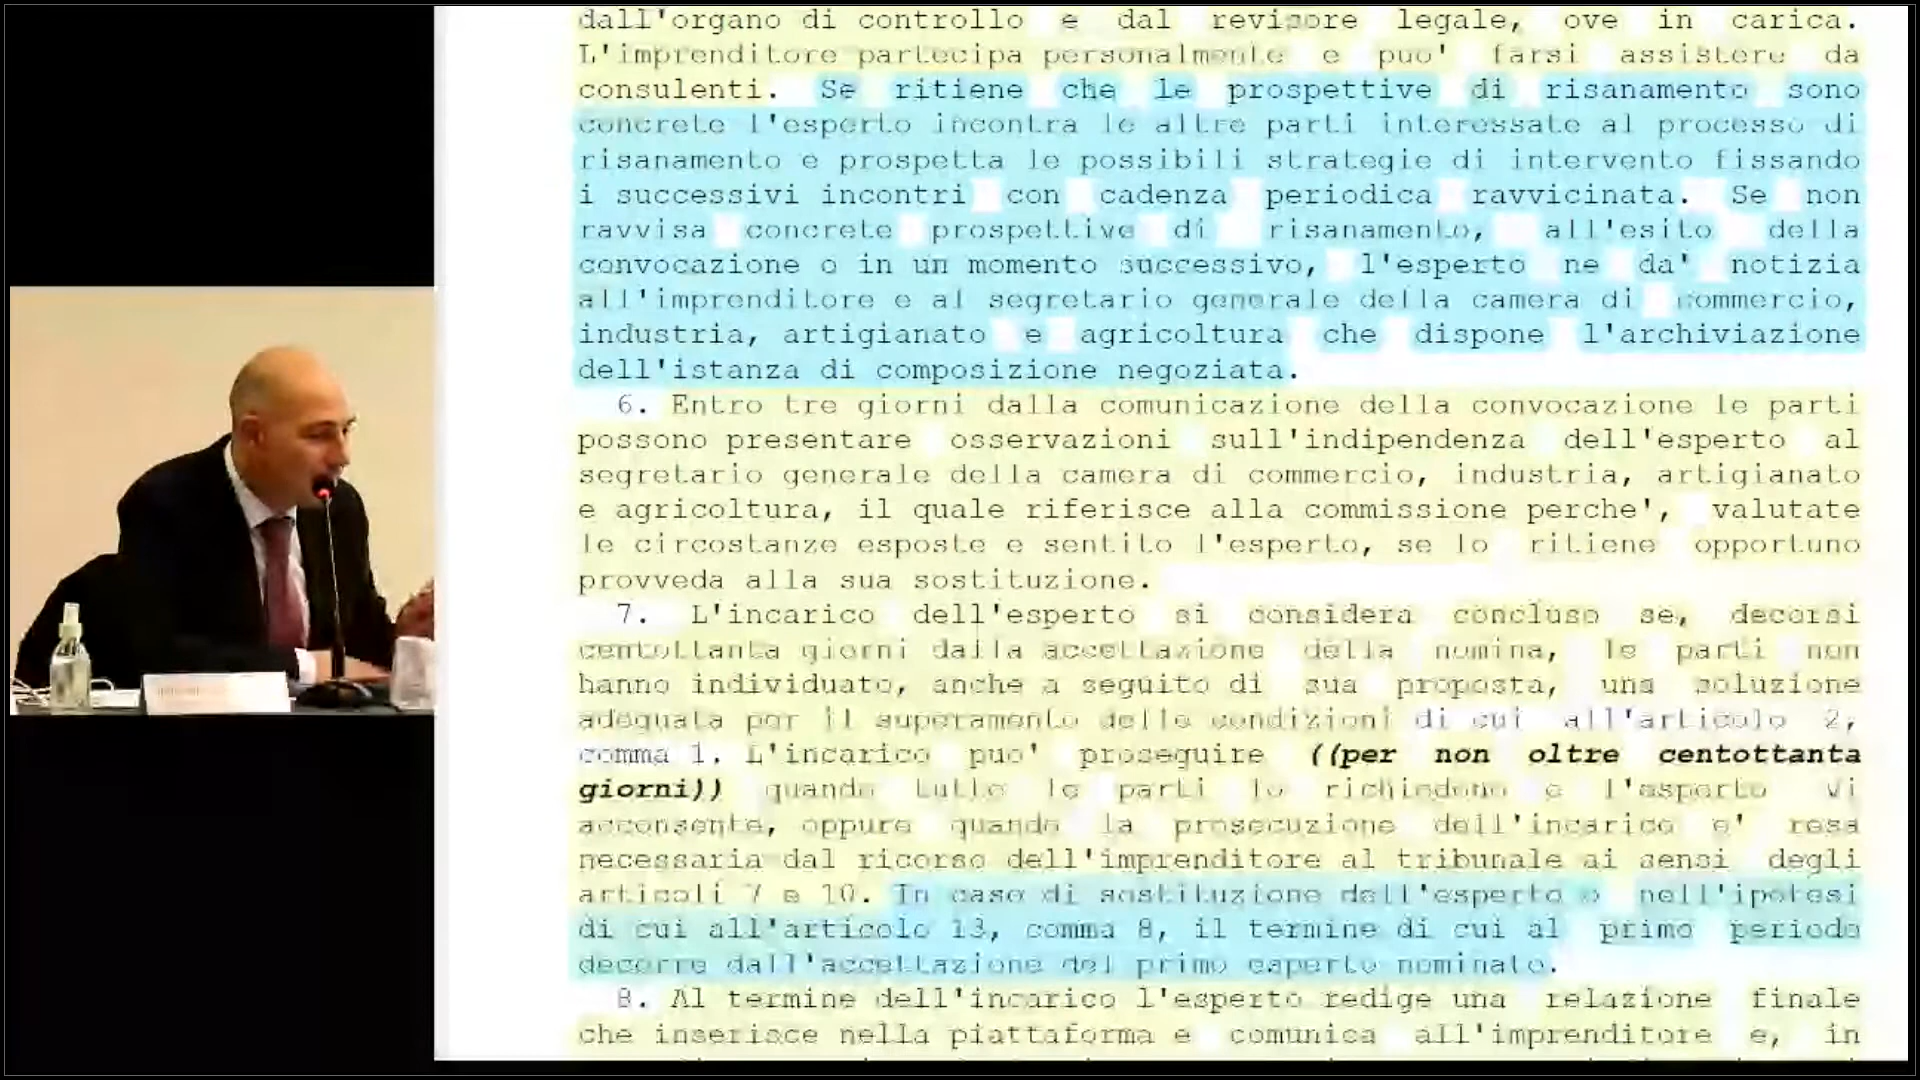 dall'organo di controllo e dal revisore legale, ove in carica.
L'imprenditore partecipa personalmente e puo' farsi assistere da
consulenti. Se ritiene che le prospettive di risanamento sono
concrete l'esperto incontra le altre parti interessate al processo di
risanamento e prospetta le possibili strategie di intervento fissando
i successivi incontri con cadenza periodica ravvicinata. Se non
ravvisa concrete prospettive di risanamento, all'esito della
convocazione o in un momento successivo, l'esperto ne da' notizia
all'imprenditore e al segretario generale della camera di commercio,
industria, artigianato e agricoltura che dispone l'archiviazione
dell'istanza di composizione negoziata.
6. Entro tre giorni dalla comunicazione della convocazione le parti
possono presentare osservazioni sull'indipendenza dell'esperto al
segretario generale della camera di commercio, industria, artigianato
e agricoltura, il quale riferisce alla commissione perche', valutate
le circostanze esposte e sentito l'esperto, se lo ritiene opportuno
provveda alla sua sostituzione.
7. L'incarico dell'esperto si considera concluso se, decorsi
centottanta giorni dalla accettazione della nomina, le parti non
hanno individuato, anche a seguito di sua proposta, una soluzione
adeguata per il superamento delle condizioni di cui all'articolo 2,
comma 1. L'incarico puo' proseguire ((per non oltre centottanta
giorni)) quando tutte le parti lo richiedono e l'esperto vi
acconsente, oppure quando la prosecuzione dell'incarico e' resa
necessaria dal ricorso dell'imprenditore al tribunale ai sensi degli
articoli 7 e 10. In caso di sostituzione dell'esperto o nell'ipotesi
di cui all'articolo 13, comma 8, il termine di cui al primo periodo
decorre dall'accettazione del primo esperto nominato.
8. Al termine dell'incarico l'esperto redige una relazione finale
che inserisce nella piattaforma e comunica all'imprenditore e, in